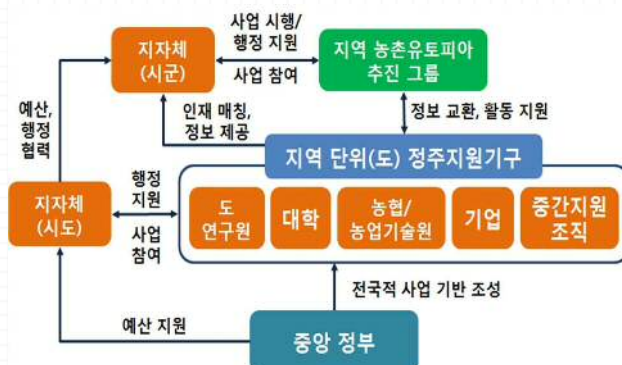 사업 시행/
행정 지원
지자체
(시군)
지역 농촌유토피아
추진 그룹
사업 참여
예산,
행정
협력
인재 매칭,
정보 제공
정보 교환, 활동 지원
지역 단위(도) 정주지원기구
행정
지원
지자체
(시도)
사업
참여
도
연구원
대학
농협/
농업기술원
기업
중간지원
조직
전국적 사업 기반 조성
예산 지원
중앙 정부